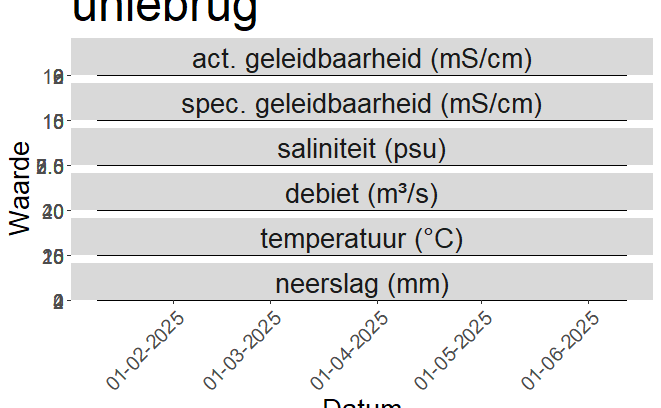 uniebrug
act. geleidbaarheid (mS/cm)
spec. geleidbaarheid (mS/cm)
saliniteit (psu)
debiet (m³/s)
temperatuur (°C)
neerslag (mm)
Waarde
01-02-2025
01-03-2025
01-04-2025
01-05-2025
01-06-2025
Datum